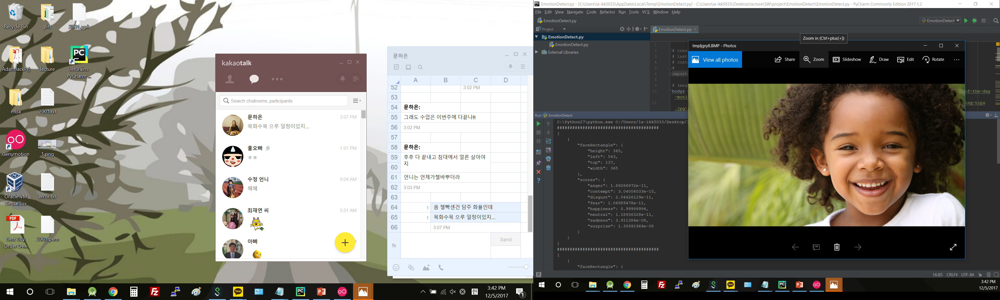 Recycle Bin
pitt
2001.ppk
AdamJackPrj
lecture
JetBrains
PyCharm ...
mba
2001.txt
Genymotion
1.png
Oracle VM
VirtualBox
error.txt
Best Buy
Order De...
2001.pem
kakaotalk
Search chatrooms, participants
문하은
3:07 PM
목화수목 으루 일정이있지...
울오빠
1:01 PM
ㅎㅎ
수정 언니
9:04 AM
헤헤
최재연 씨
5:51 AM
아빠
문하은
A B C D
52 3:02 PM
53
54 문하은:
55 그래도 수업은 이번주에 다끝나!!
56 3:02 PM
57
58 문하은:
59 후후 다 끝내고 침대에서 얼른 살아야
60 지
61 언니는 언제가젤바뿌더라
62 3:03 PM
63
64 1 음 젤빡센건 담주 화욜인데
65 1 목화수목 으루 일정이있지...
66 3:07 PM
fx
Send
3:42 PM
12/5/2017
EmotionDetect.py - [C:\Users\la-ikk5033\AppData\Local\Temp\EmotionDetect.py] - C:\Users\la-ikk5033\Desktop\lecture\SW\project\EmotionDetect\EmotionDetect.py - PyCharm Community Edition 2017.1.2
File Edit View Navigate Code Refactor Run Tools VCS Window Help
EmotionDetect.py
EmotionDetect
Project
EmotionDetect.py
EmotionDetect.py
EmotionDetect.py
External Libraries
Zoom in (Ctrl+plus(+))
1
2 # crea
3 # last
4 # conta
5 #
6 import
8
9 # Imag
10 bodys
of-the-day
-moti
11
ng-tips
.jpg\
tmpljgry8.BMP - Photos
View all photos
Share
Zoom
Slideshow
Draw
Edit
Rotate
Run EmotionDetect
C:\Python27\python.exe C:/Users/la-ikk5033/Desktop/
########################################
[
{
"faceRectangle": {
"height": 365,
"left": 543,
"top": 137,
"width": 365
},
"scores": {
"anger": 1.89286972e-11,
"contempt": 3.04006033e-15,
"disgust": 2.04426129e-11,
"fear": 1.06989478e-11,
"happiness": 0.99999994,
"neutral": 1.18936328e-11,
"sadness": 3.911384e-08,
"surprise": 1.30991964e-08
}
}
]
########################################
[
{
"faceRectangle": {
16:85 CRLF UTF-8
3:42 PM
12/5/2017